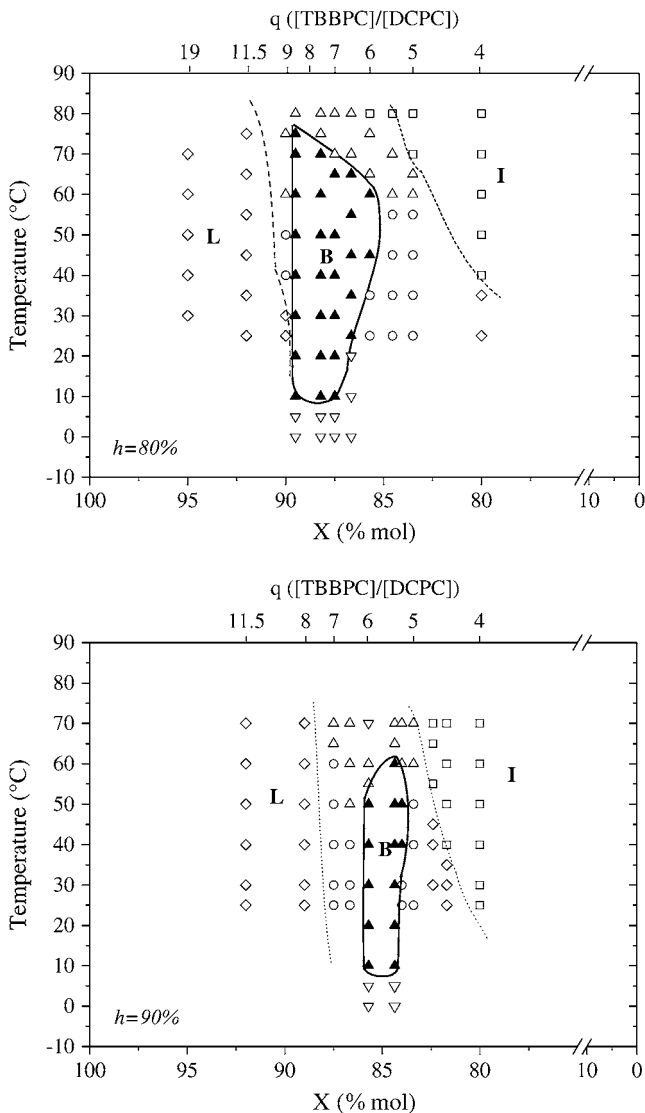 q ([TBBPC]/[DCPC])
19 11.5 9 8 7 6 5 4
90
80
70
60
50
40
30
20
10
0
-10
Temperature (°C)
L
B
I
h=80%
100 95 90 85 80 10 0
X (% mol)
q ([TBBPC]/[DCPC])
11.5 8 7 6 5 4
90
80
70
60
50
40
30
20
10
0
-10
Temperature (°C)
L
B
I
h=90%
100 95 90 85 80 10 0
X (% mol)